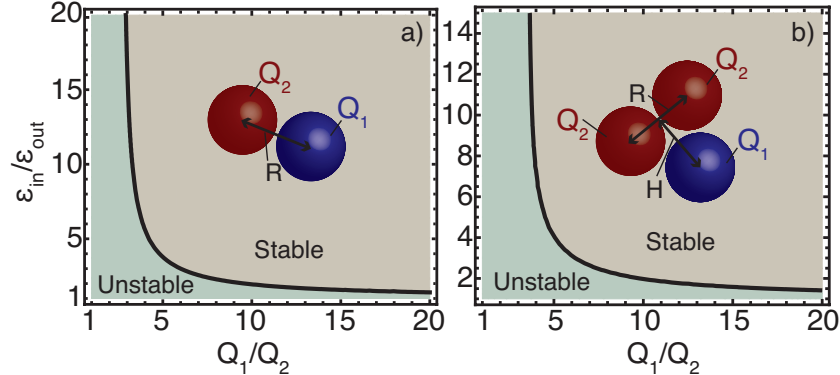 a)
20
15
10
5
1
ε_in/ε_out
Q_2
Q_1
R
Stable
Unstable
1
5
10
15
20
Q_1/Q_2
b)
14
12
10
8
6
4
2
Q_2
R
Q_2
Q_1
H
Stable
Unstable
1
5
10
15
20
Q_1/Q_2